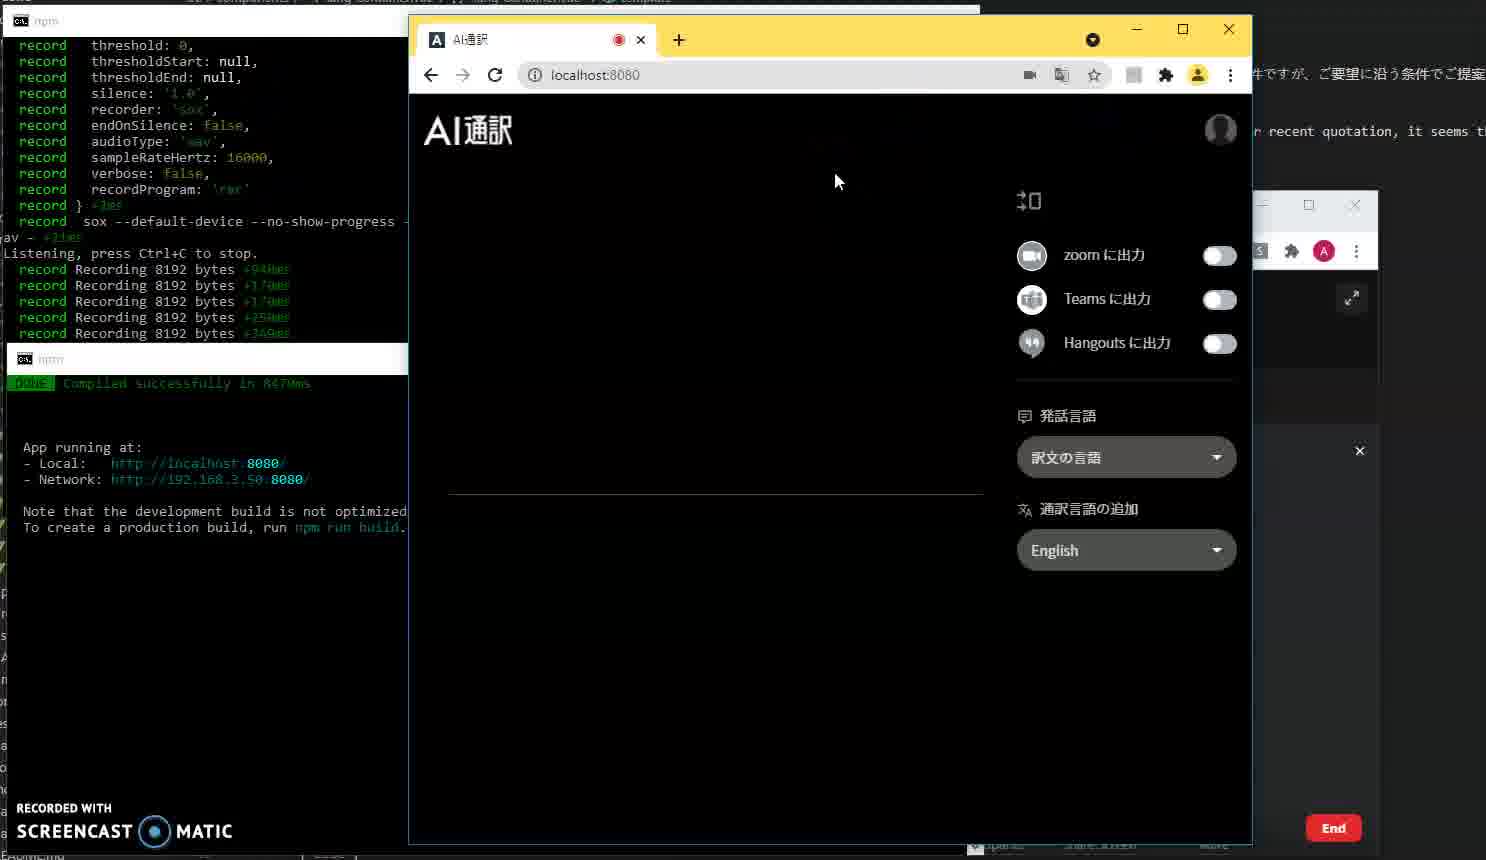 npm
record threshold: 0,
record thresholdStart: null,
record thresholdEnd: null,
record silence: '1.0',
record recorder: 'sox',
record endOnSilence: false,
record audioType: 'wav',
record sampleRateHertz: 16000,
record verbose: false,
record recordProgram: 'rec'
record } +3ms
record sox --default-device --no-show-progress -
av - +21ms
Listening, press Ctrl+C to stop.
record Recording 8192 bytes +940ms
record Recording 8192 bytes +170ms
record Recording 8192 bytes +170ms
record Recording 8192 bytes +250ms
record Recording 8192 bytes +349ms
npm
DONE Compiled successfully in 8470ms
App running at:
- Local: http://localhost:8080/
- Network: http://192.168.3.50:8080/
Note that the development build is not optimized
To create a production build, run npm run build.
RECORDED WITH
SCREENCAST MATIC
AI通訳
localhost:8080
AI通訳
zoom に出力
Teams に出力
Hangouts に出力
発話言語
訳文の言語
通訳言語の追加
English
件ですが、ご要望に沿う条件でご提案
r recent quotation, it seems th
S
A
End